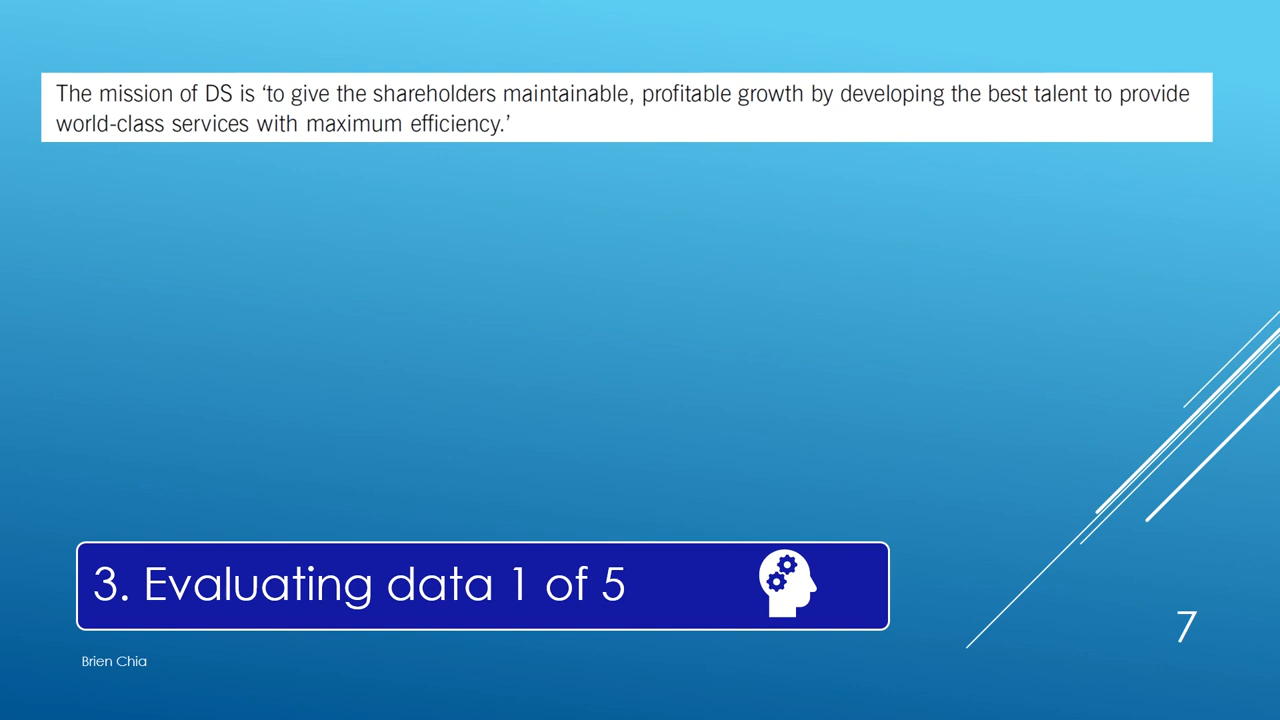 The mission of DS is ‘to give the shareholders maintainable, profitable growth by developing the best talent to provide
world-class services with maximum efficiency.’
3. Evaluating data 1 of 5
7
Brien Chia